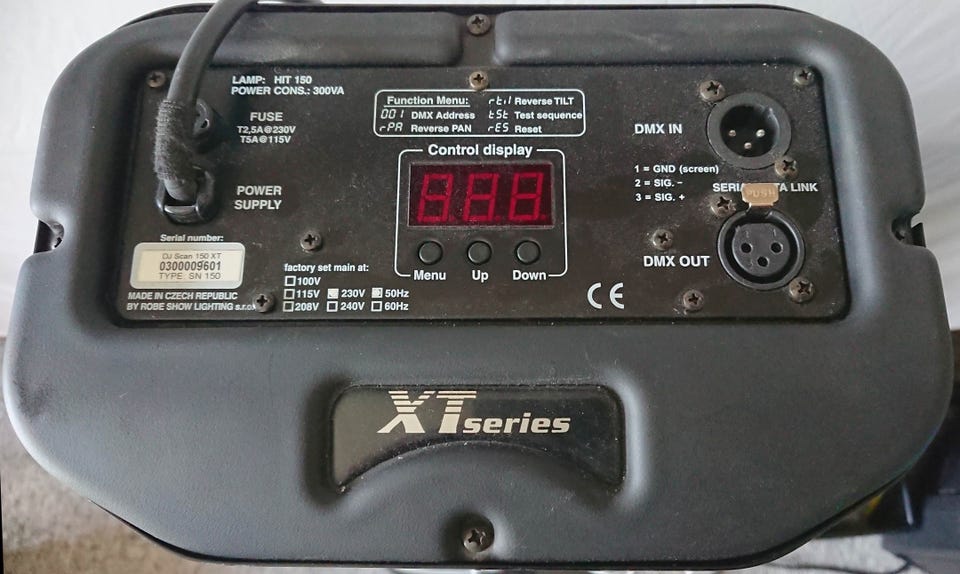 LAMP: HIT 150
POWER CONS.: 300VA
FUSE
T2,5A@230V
T5A@115V
POWER
SUPPLY
Serial number:
DJ Scan 150 XT
0300009601
TYPE SN 150
MADE IN CZECH REPUBLIC
BY ROBE SHOW LIGHTING s.r.o.
Function Menu:
001 DMX Address
rPA Reverse PAN
rtil Reverse TILT
tSt Test sequence
rES Reset
Control display
Menu Up Down
factory set main at:
100V
115V 230V 50Hz
208V 240V 60Hz
DMX IN
1 = GND (screen)
2 = SIG. –
3 = SIG. +
LINK
PUSH
DMX OUT
CE
XTseries